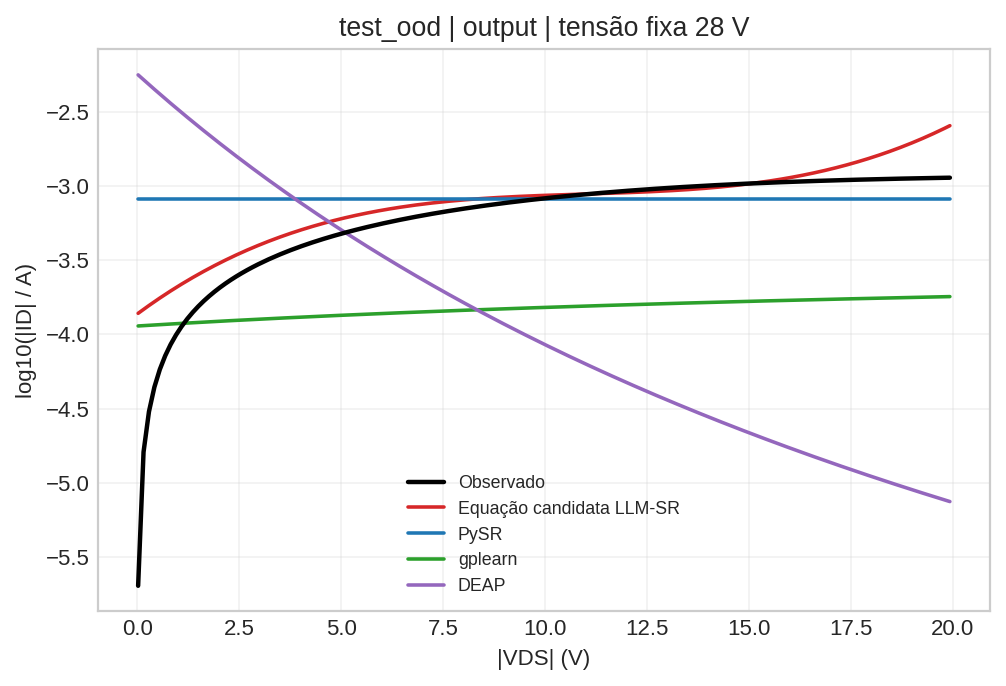 test_ood | output | tensão fixa 28 V
log10(|ID| / A)
−2.5
−3.0
−3.5
−4.0
−4.5
−5.0
−5.5
Observado
Equação candidata LLM-SR
PySR
gplearn
DEAP
0.0 2.5 5.0 7.5 10.0 12.5 15.0 17.5 20.0
|VDS| (V)